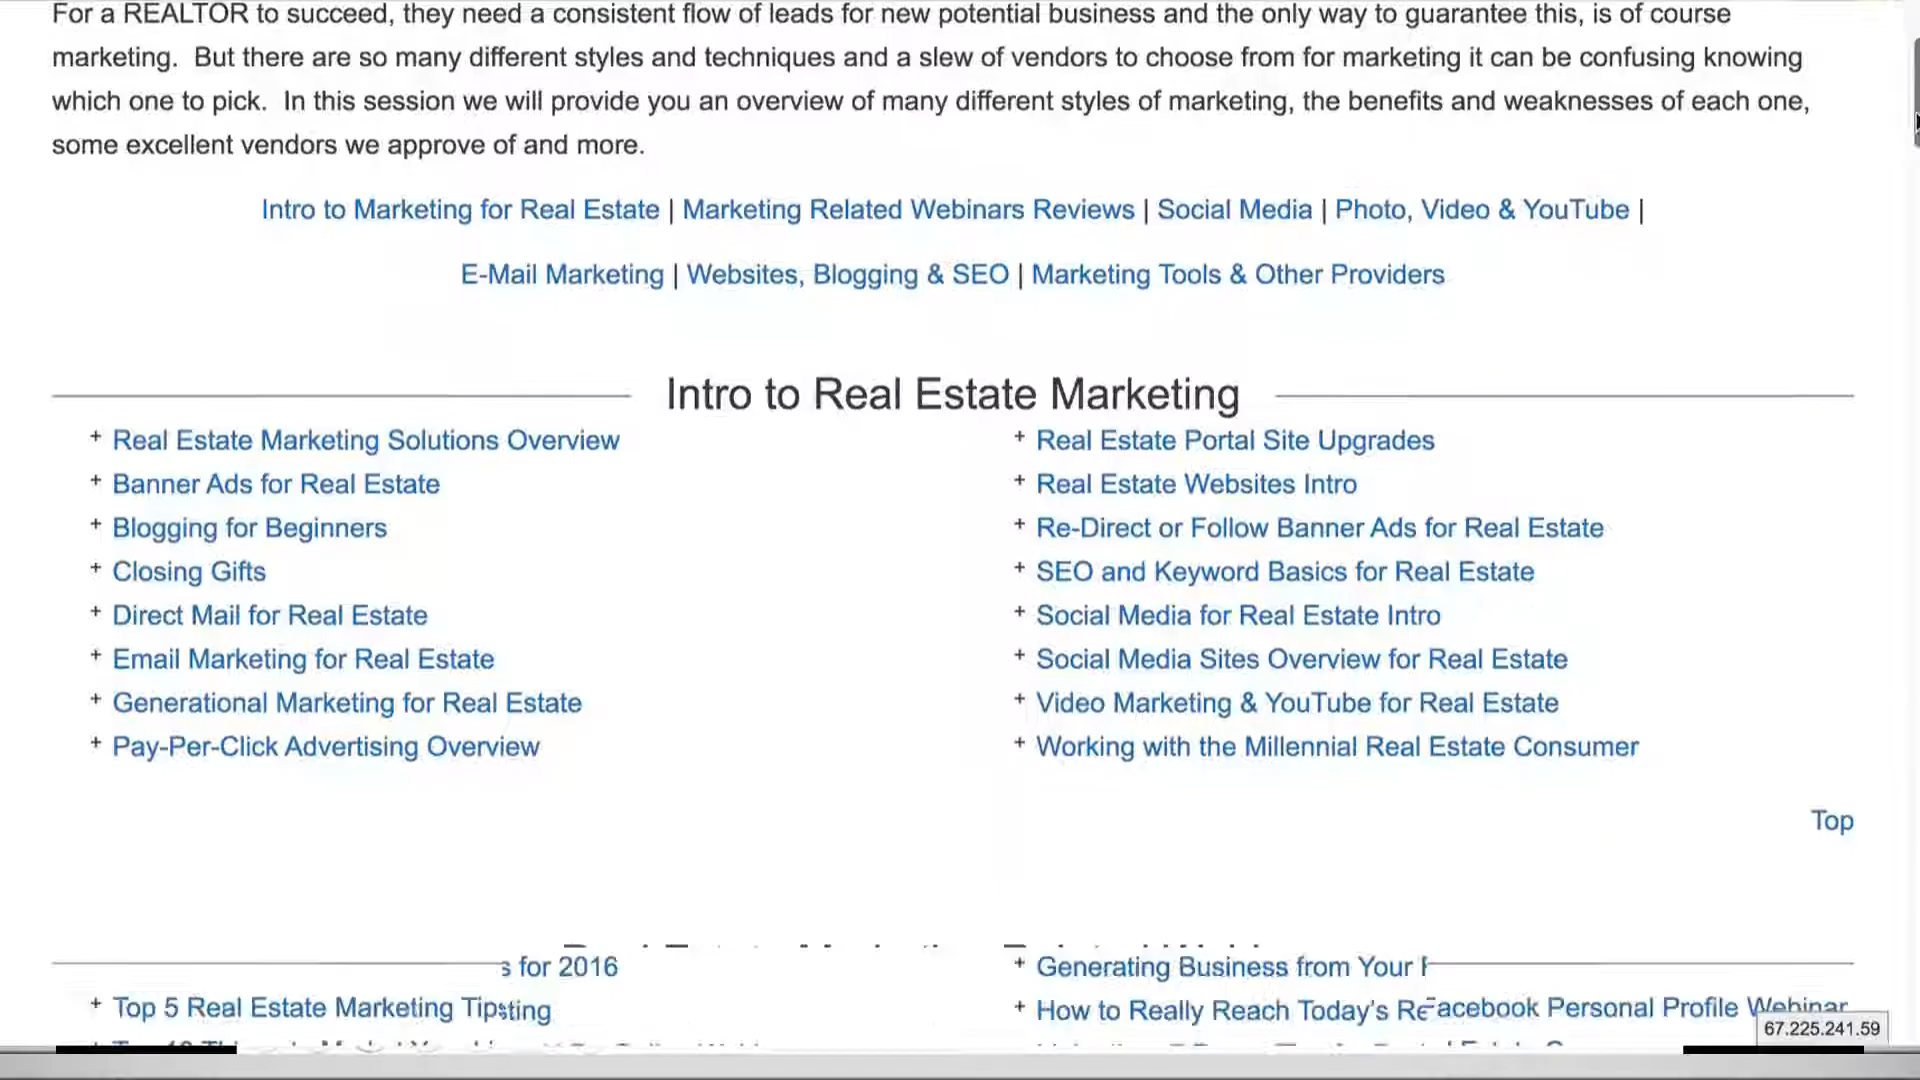 For a REALTOR to succeed, they need a consistent flow of leads for new potential business and the only way to guarantee this, is of course
marketing.  But there are so many different styles and techniques and a slew of vendors to choose from for marketing it can be confusing knowing
which one to pick.  In this session we will provide you an overview of many different styles of marketing, the benefits and weaknesses of each one,
some excellent vendors we approve of and more.
Intro to Marketing for Real Estate | Marketing Related Webinars Reviews | Social Media | Photo, Video & YouTube |
E-Mail Marketing | Websites, Blogging & SEO | Marketing Tools & Other Providers
Intro to Real Estate Marketing
+ Real Estate Marketing Solutions Overview
+ Banner Ads for Real Estate
+ Blogging for Beginners
+ Closing Gifts
+ Direct Mail for Real Estate
+ Email Marketing for Real Estate
+ Generational Marketing for Real Estate
+ Pay-Per-Click Advertising Overview
+ Real Estate Portal Site Upgrades
+ Real Estate Websites Intro
+ Re-Direct or Follow Banner Ads for Real Estate
+ SEO and Keyword Basics for Real Estate
+ Social Media for Real Estate Intro
+ Social Media Sites Overview for Real Estate
+ Video Marketing & YouTube for Real Estate
+ Working with the Millennial Real Estate Consumer
Top
s for 2016
+ Top 5 Real Estate Marketing Tips
+ Generating Business from Your
+ How to Really Reach Today's
Facebook Personal Profile Webinar
67.225.241.59